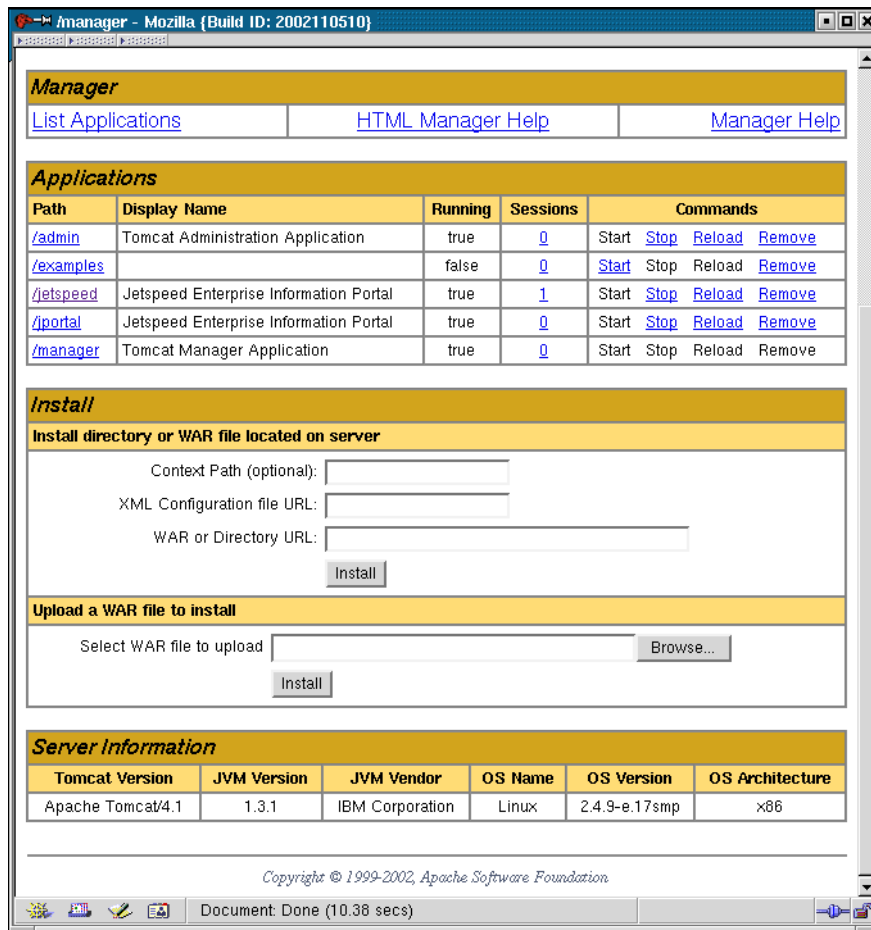 /manager - Mozilla {Build ID: 2002110510}
Manager
List Applications HTML Manager Help Manager Help
Applications
Path Display Name Running Sessions Commands
/admin Tomcat Administration Application true 0 Start Stop Reload Remove
/examples false 0 Start Stop Reload Remove
/jetspeed Jetspeed Enterprise Information Portal true 1 Start Stop Reload Remove
/jportal Jetspeed Enterprise Information Portal true 0 Start Stop Reload Remove
/manager Tomcat Manager Application true 0 Start Stop Reload Remove
Install
Install directory or WAR file located on server
Context Path (optional):
XML Configuration file URL:
WAR or Directory URL:
Install
Upload a WAR file to install
Select WAR file to upload Browse...
Install
Server Information
Tomcat Version JVM Version JVM Vendor OS Name OS Version OS Architecture
Apache Tomcat/4.1 1.3.1 IBM Corporation Linux 2.4.9-e.17smp x86
Copyright © 1999-2002, Apache Software Foundation
Document: Done (10.38 secs)